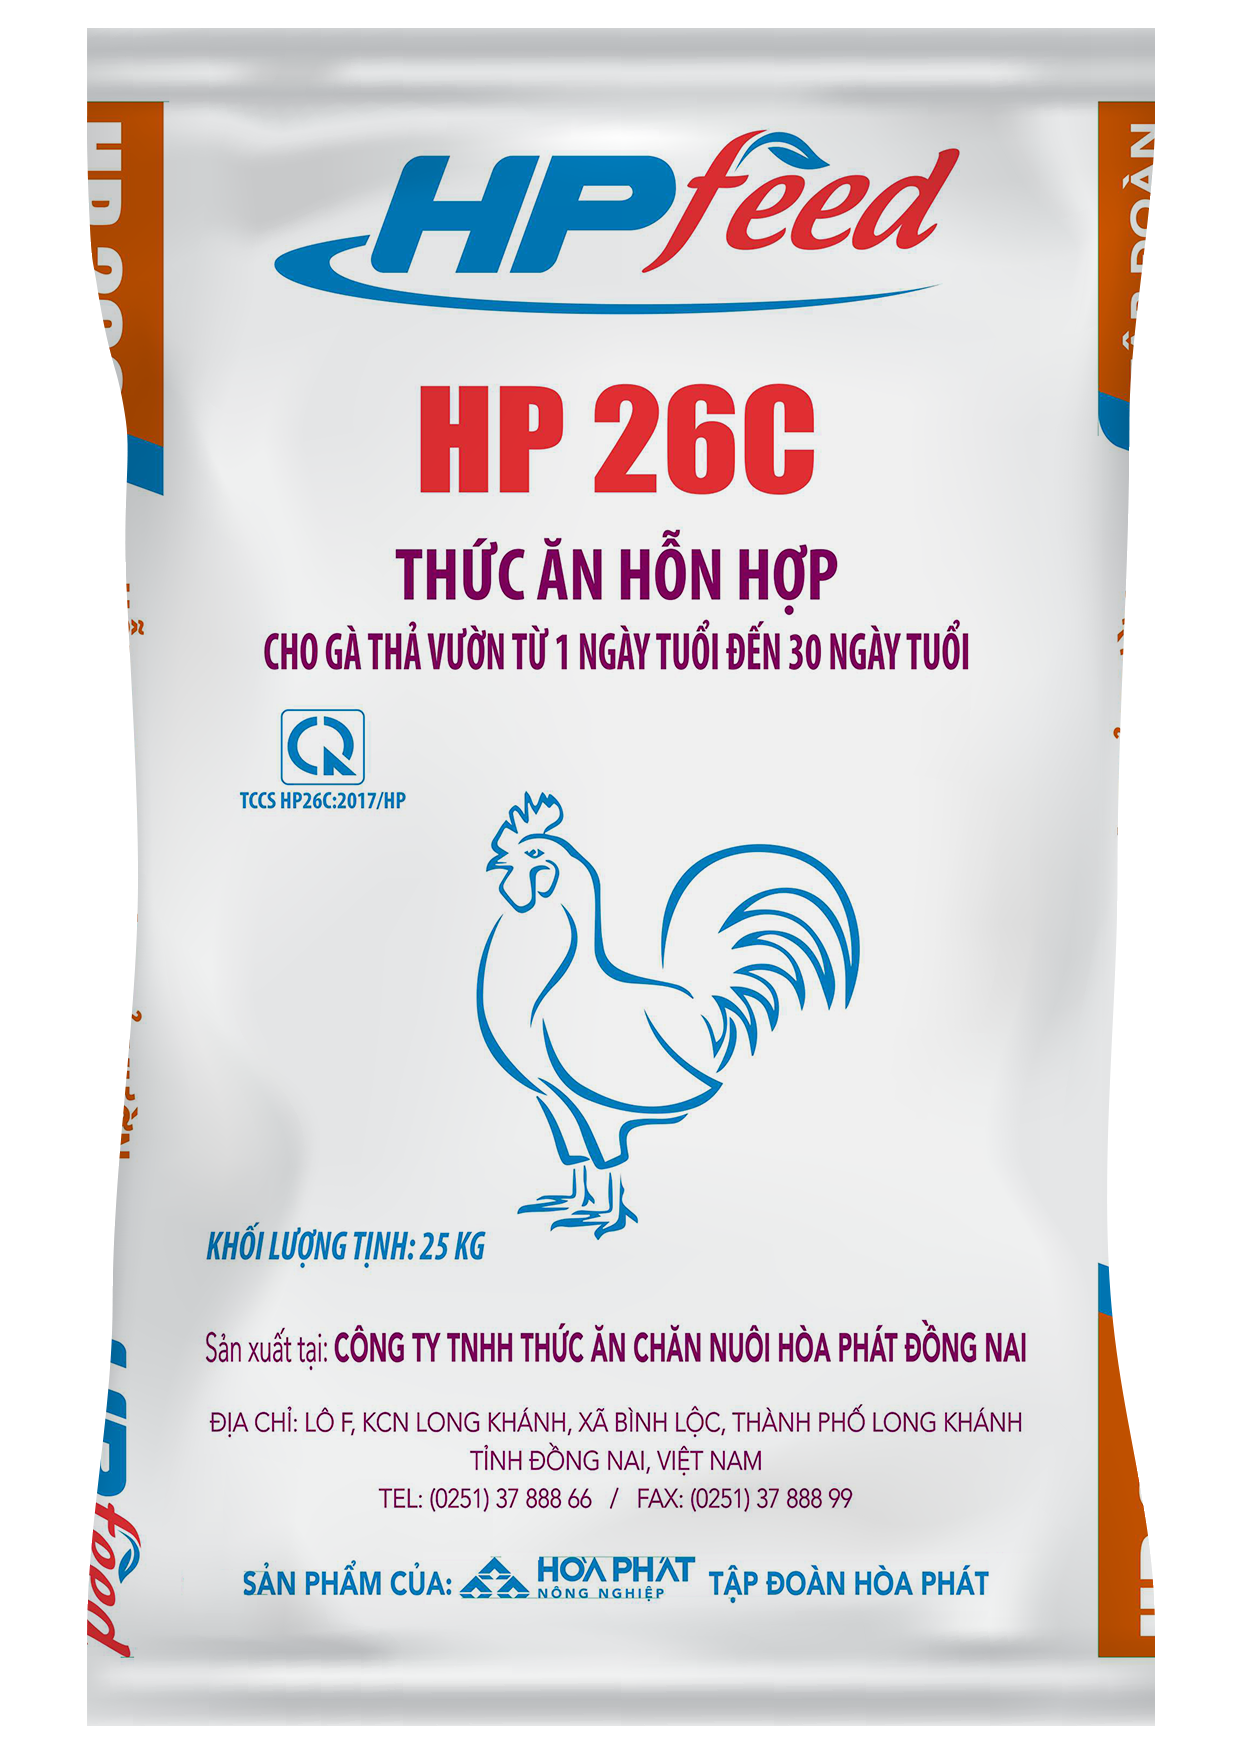 HPfeed
HP 26C
THỨC ĂN HỖN HỢP
CHO GÀ THẢ VƯỜN TỪ 1 NGÀY TUỔI ĐẾN 30 NGÀY TUỔI
TCCS HP26C:2017/HP
KHỐI LƯỢNG TỊNH: 25 KG
Sản xuất tại: CÔNG TY TNHH THỨC ĂN CHĂN NUÔI HÒA PHÁT ĐỒNG NAI
ĐỊA CHỈ: LÔ F, KCN LONG KHÁNH, XÃ BÌNH LỘC, THÀNH PHỐ LONG KHÁNH
TỈNH ĐỒNG NAI, VIỆT NAM
TEL: (0251) 37 888 66 / FAX: (0251) 37 888 99
SẢN PHẨM CỦA: HÒA PHÁT NÔNG NGHIỆP TẬP ĐOÀN HÒA PHÁT